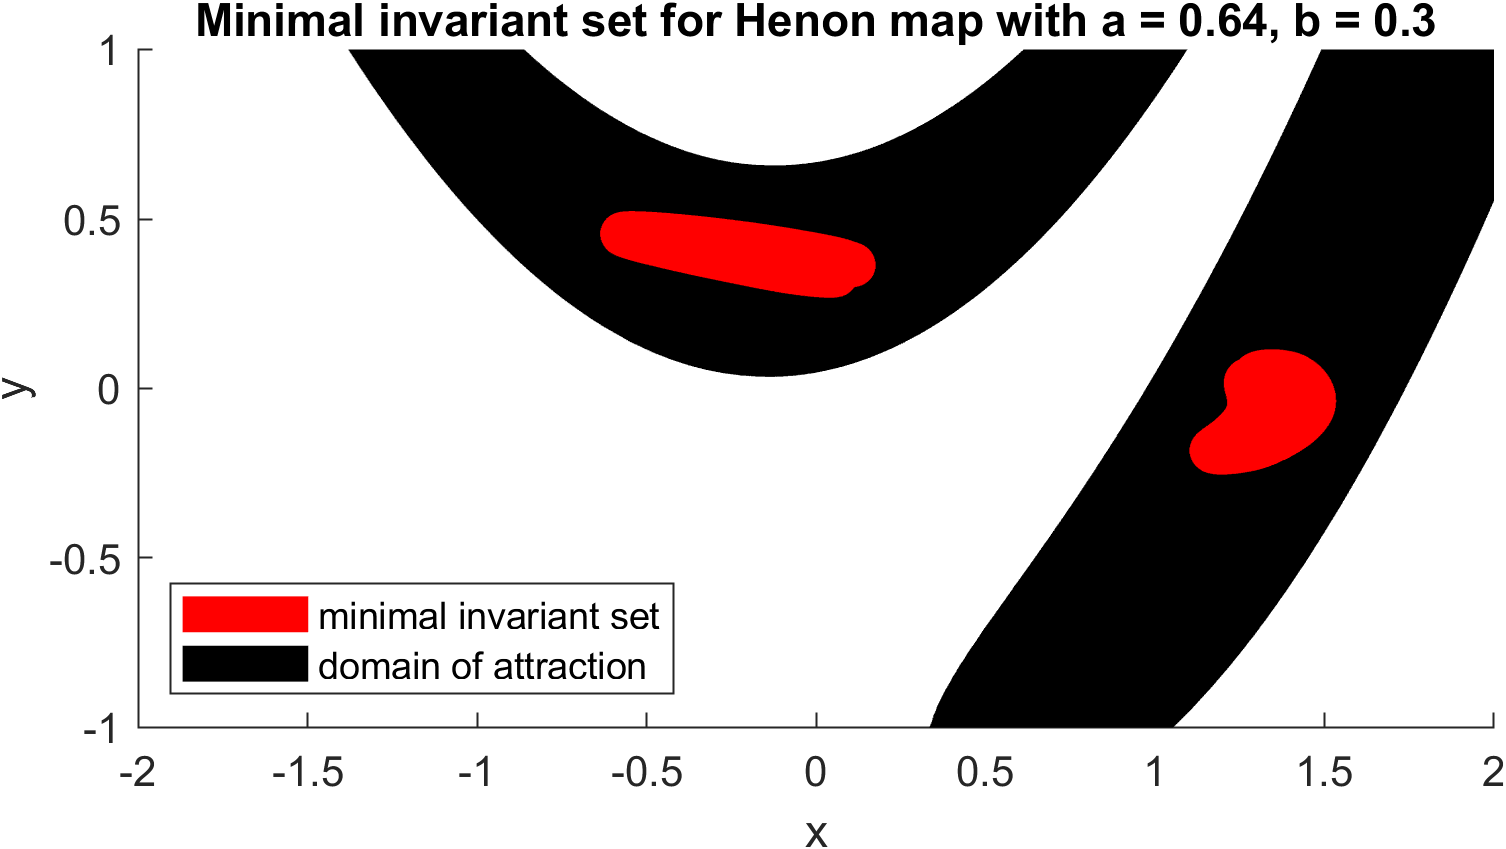 Minimal invariant set for Henon map with a = 0.64, b = 0.3
1
0.5
0
-0.5
-1
y
minimal invariant set
domain of attraction
-2 -1.5 -1 -0.5 0 0.5 1 1.5 2
x